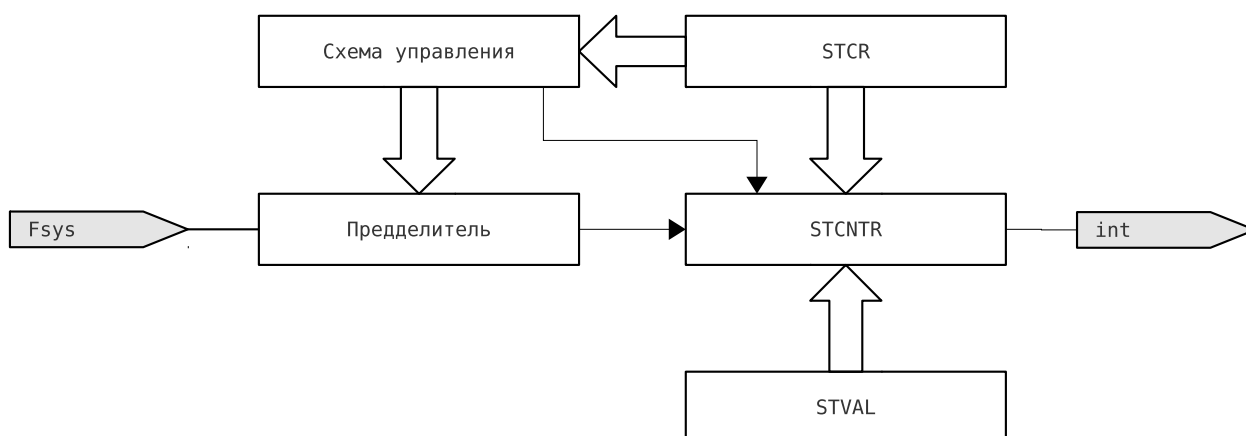 Схема управления
STCR
Fsys
Предделитель
STCNTR
int
STVAL